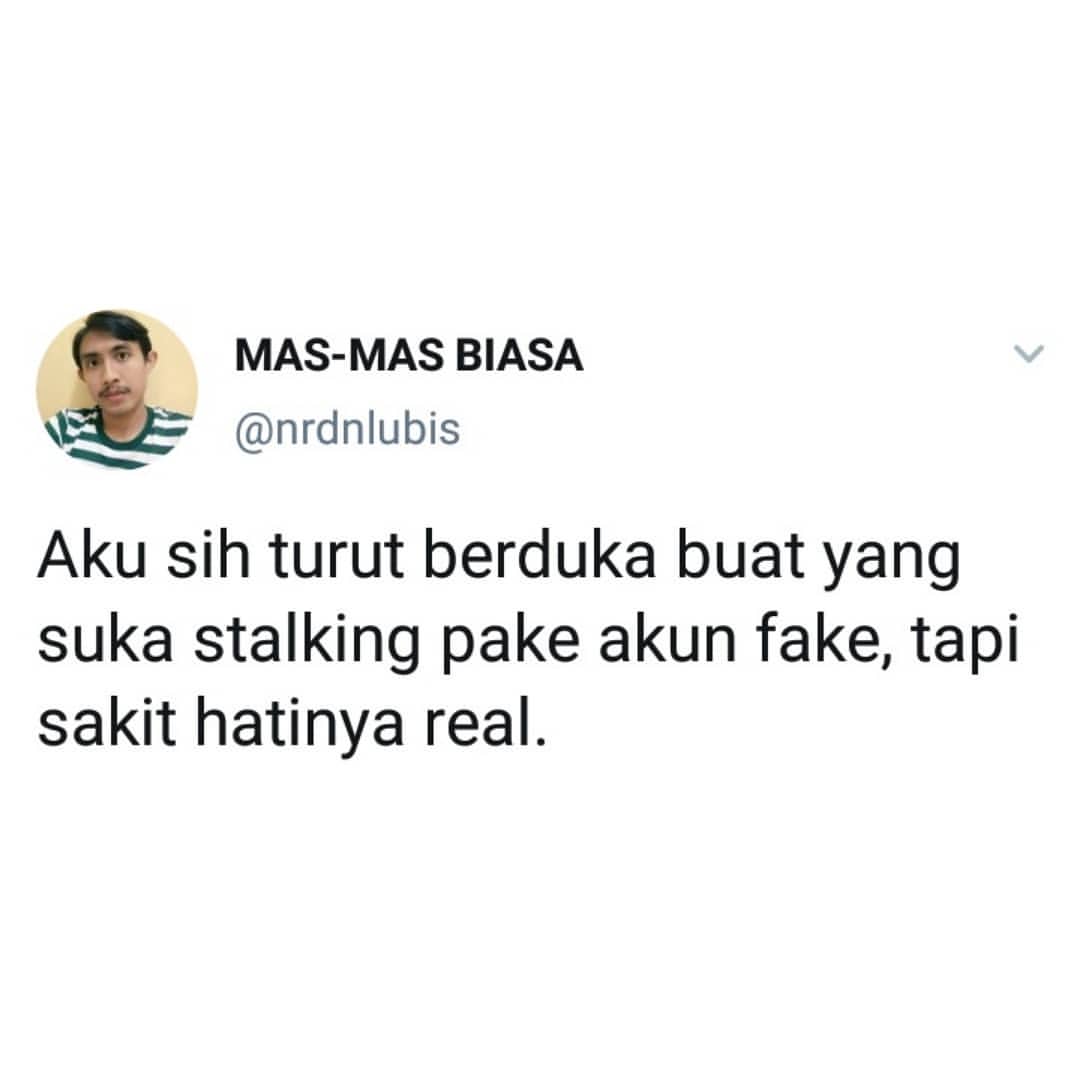 MAS-MAS BIASA
@nrdnlubis
Aku sih turut berduka buat yang
suka stalking pake akun fake, tapi
sakit hatinya real.